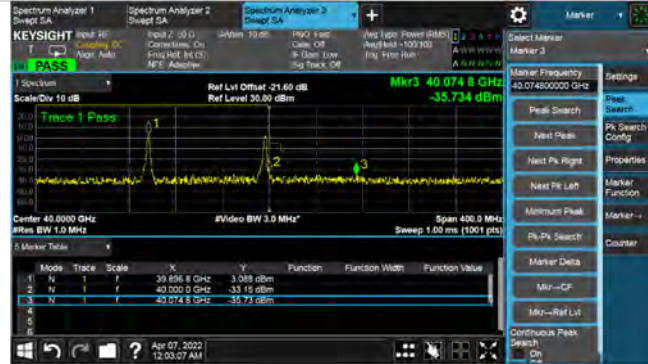 Spectrum Analyzer 1
Swept SA
Spectrum Analyzer 2
Swept SA
Spectrum Analyzer 3
Swept SA
+
Marker
KEYSIGHT
Input: RF
Coupling: DC
Align: Auto
Input Z: 50 Ω
Corrections: On
Freq Ref: Int (S)
NFE: Adaptive
Atten: 10 dB
PNO: Fast
Gate: Off
IF Gain: Low
Sig Track: Off
Avg Type: Power (RMS)
Avg|Hold: >100/100
Trig: Free Run
PASS
Select Marker
Marker 3
1 Spectrum
Scale/Div 10 dB
Ref Lvl Offset -21.60 dB
Ref Level 30.00 dBm
Mkr3 40.074 8 GHz
-35.734 dBm
Trace 1 Pass
1
2
3
Center 40.0000 GHz
#Res BW 1.0 MHz
#Video BW 3.0 MHz*
Span 400.0 MHz
Sweep 1.00 ms (1001 pts)
5 Marker Table
Mode Trace Scale X Y Function Function Width Function Value
1 N 1 f 39.896 8 GHz 3.088 dBm
2 N 1 f 40.000 0 GHz -33.15 dBm
3 N 1 f 40.074 8 GHz -35.73 dBm
4
5
6
Marker Frequency
40.074800000 GHz
Peak Search
Next Peak
Next Pk Right
Next Pk Left
Minimum Peak
Pk-Pk Search
Marker Delta
Mkr→CF
Mkr→Ref Lvl
Continuous Peak
Search
On
Off
Settings
Peak
Search
Pk Search
Config
Properties
Marker
Function
Marker→
Counter
?
Apr 07, 2022
12:03:07 AM